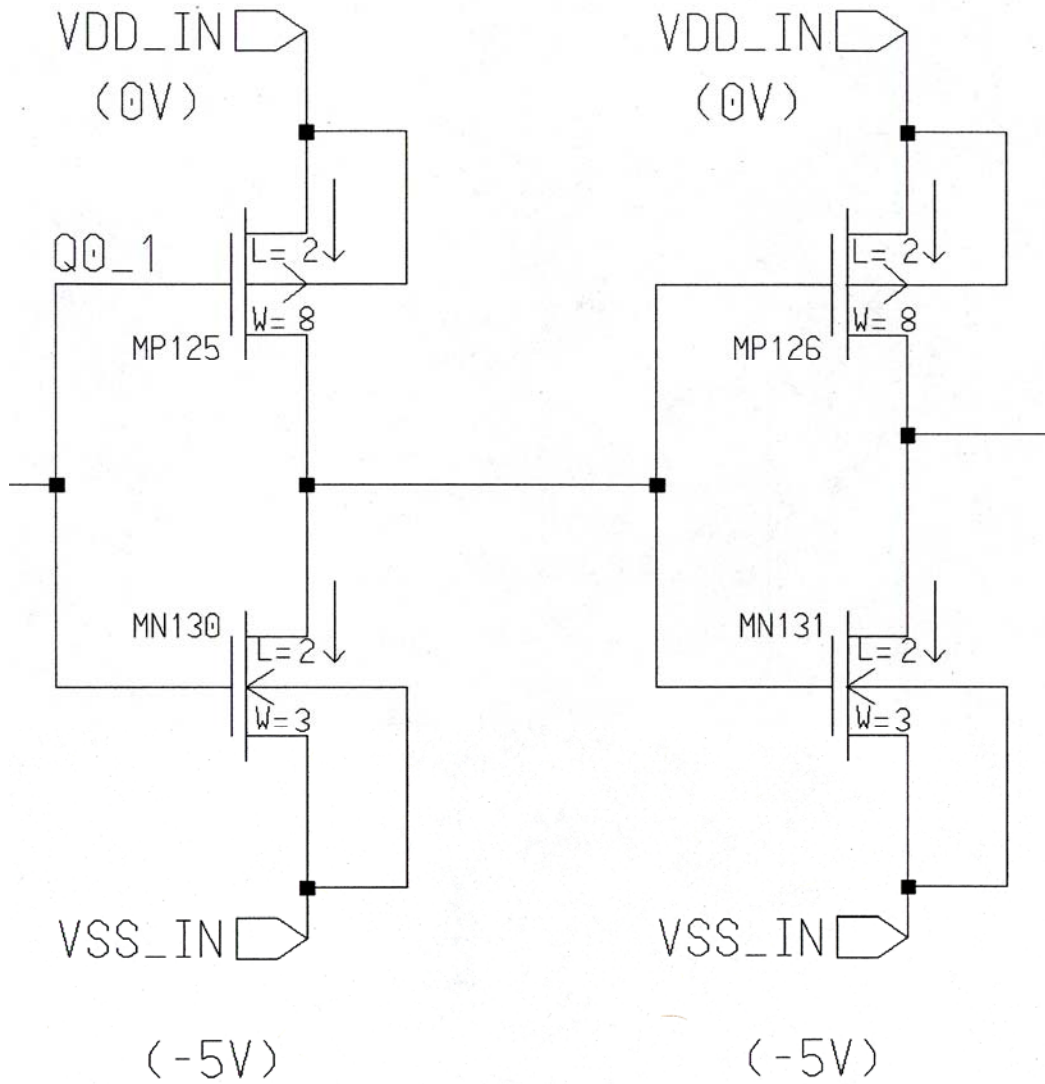 VDD_IN
(0V)
Q0_1
L= 2
W= 8
MP125
MN130
L=2
W=3
VSS_IN
(-5V)
VDD_IN
(0V)
L= 2
W= 8
MP126
MN131
L=2
W=3
VSS_IN
(-5V)